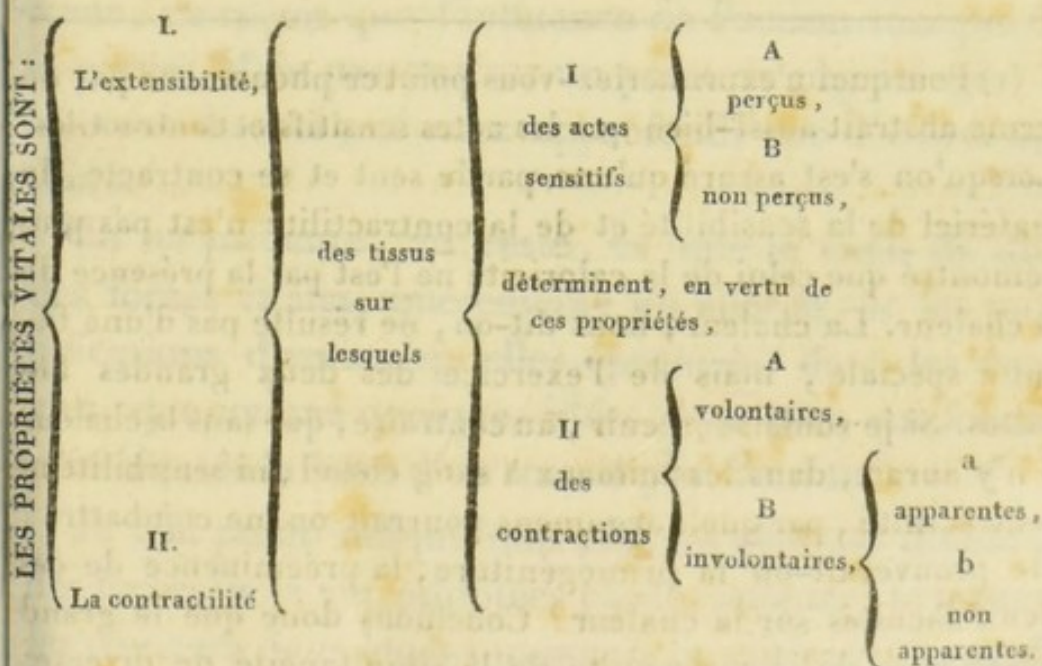 LES PROPRIÉTÉS VITALES SONT :
I.
L'extensibilité,
II.
La contractilité
des tissus
sur
lesquels
I
des actes
sensitifs
A
perçus,
B
non perçus,
déterminent, en vertu de
ces propriétés,
II
des
contractions
A
volontaires,
B
involontaires,
a
apparentes,
b
non
apparentes.